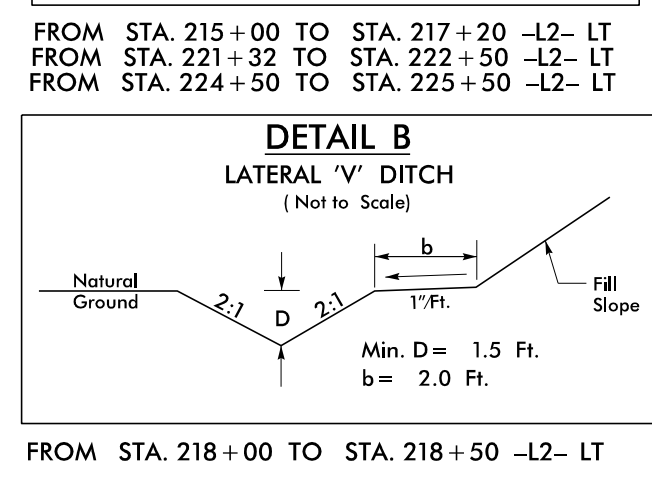 FROM STA. 215+00 TO STA. 217+20 -L2- LT
FROM STA. 221+32 TO STA. 222+50 -L2- LT
FROM STA. 224+50 TO STA. 225+50 -L2- LT
DETAIL B
LATERAL 'V' DITCH
( Not to Scale)
b
Natural
Ground
2:1
D
2:1
1"/Ft.
Fill
Slope
Min. D= 1.5 Ft.
b= 2.0 Ft.
FROM STA. 218+00 TO STA. 218+50 -L2- LT